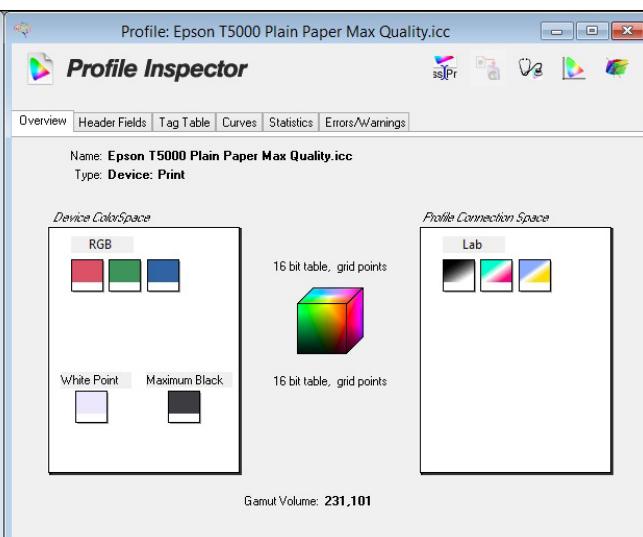 Profile: Epson T5000 Plain Paper Max Quality.icc
Profile Inspector
Overview Header Fields Tag Table Curves Statistics Errors/Warnings
Name: Epson T5000 Plain Paper Max Quality.icc
Type: Device: Print
Device ColorSpace
Profile Connection Space
RGB
Lab
16 bit table, grid points
White Point Maximum Black
16 bit table, grid points
Gamut Volume: 231,101